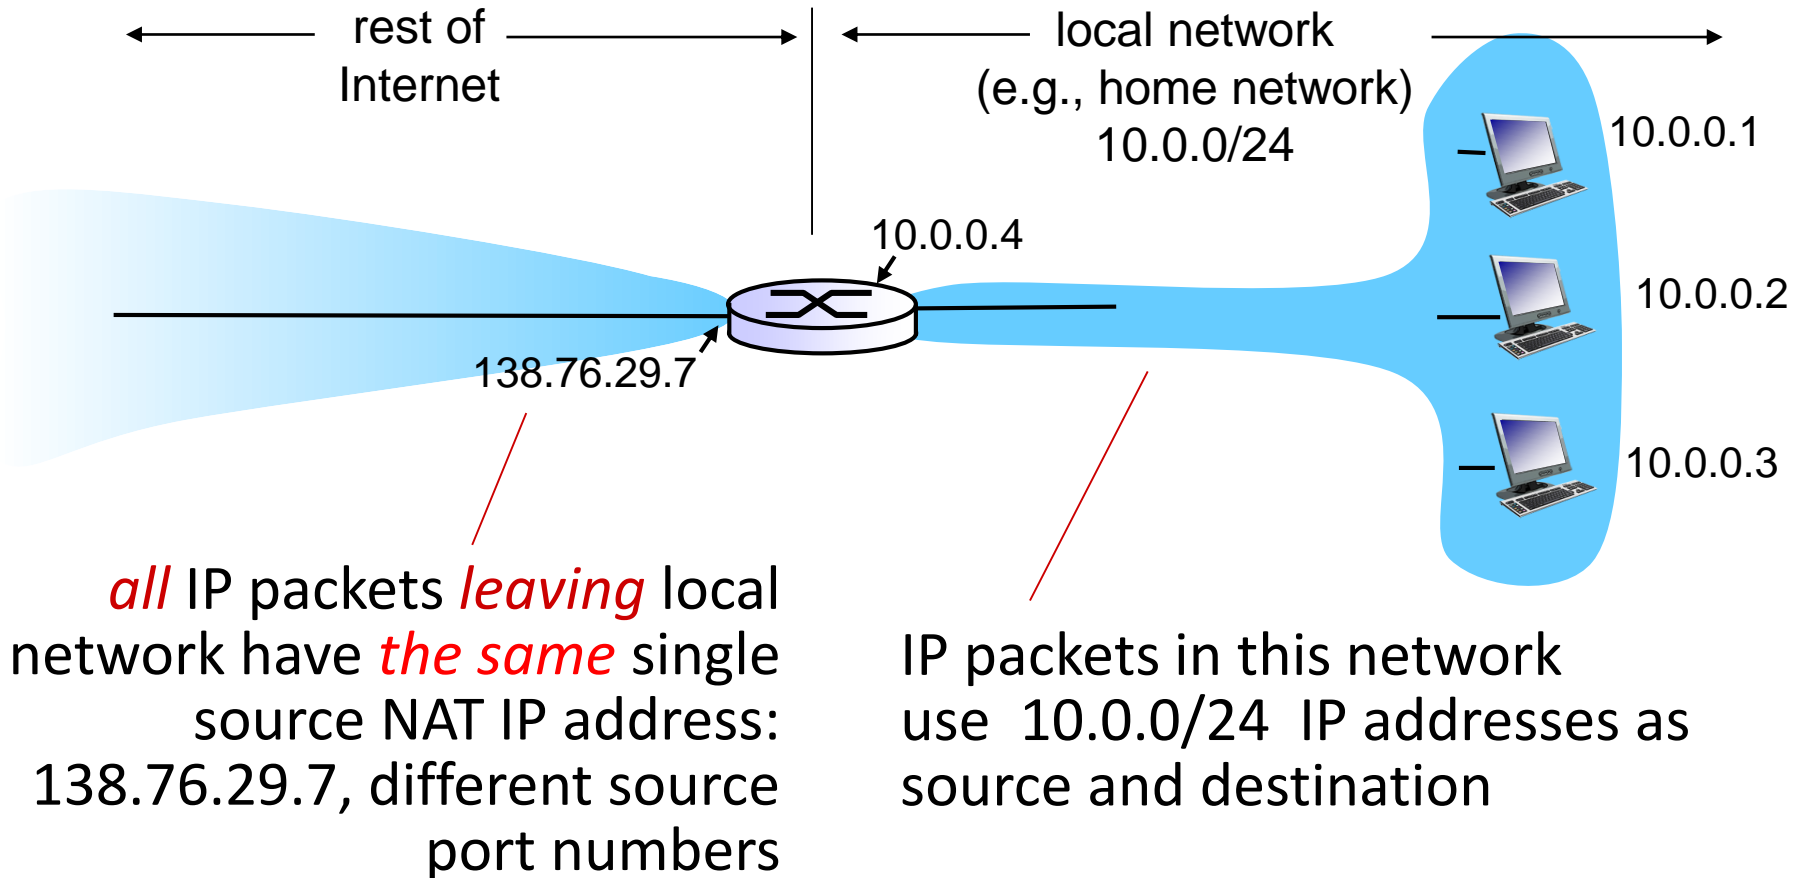 rest of
Internet
local network
(e.g., home network)
10.0.0/24
10.0.0.1
10.0.0.4
10.0.0.2
138.76.29.7
10.0.0.3
all IP packets leaving local
network have the same single
source NAT IP address:
138.76.29.7, different source
port numbers
IP packets in this network
use 10.0.0/24 IP addresses as
source and destination